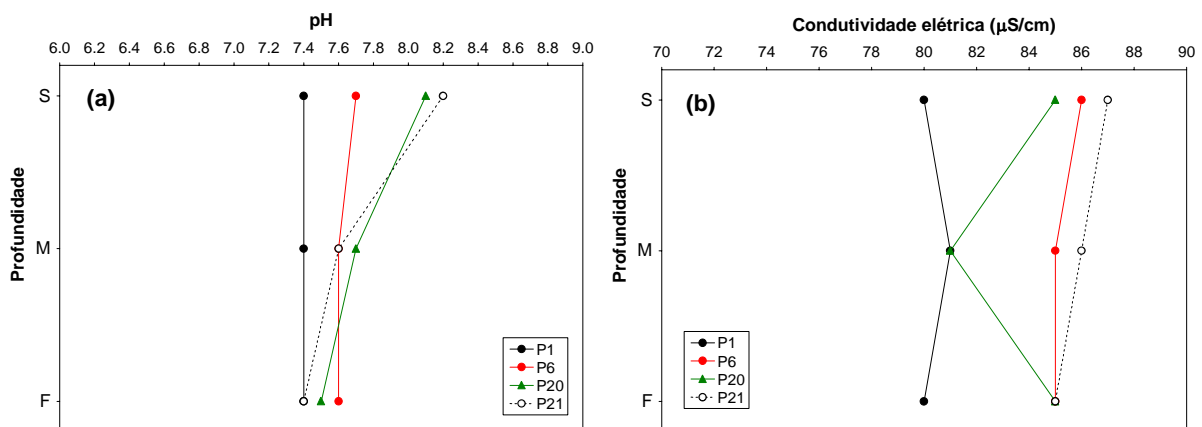 pH
6.0 6.2 6.4 6.6 6.8 7.0 7.2 7.4 7.6 7.8 8.0 8.2 8.4 8.6 8.8 9.0
(a)
Profundidade
S
M
F
P1
P6
P20
P21
Condutividade elétrica (µS/cm)
70 72 74 76 78 80 82 84 86 88 90
(b)
Profundidade
S
M
F
P1
P6
P20
P21